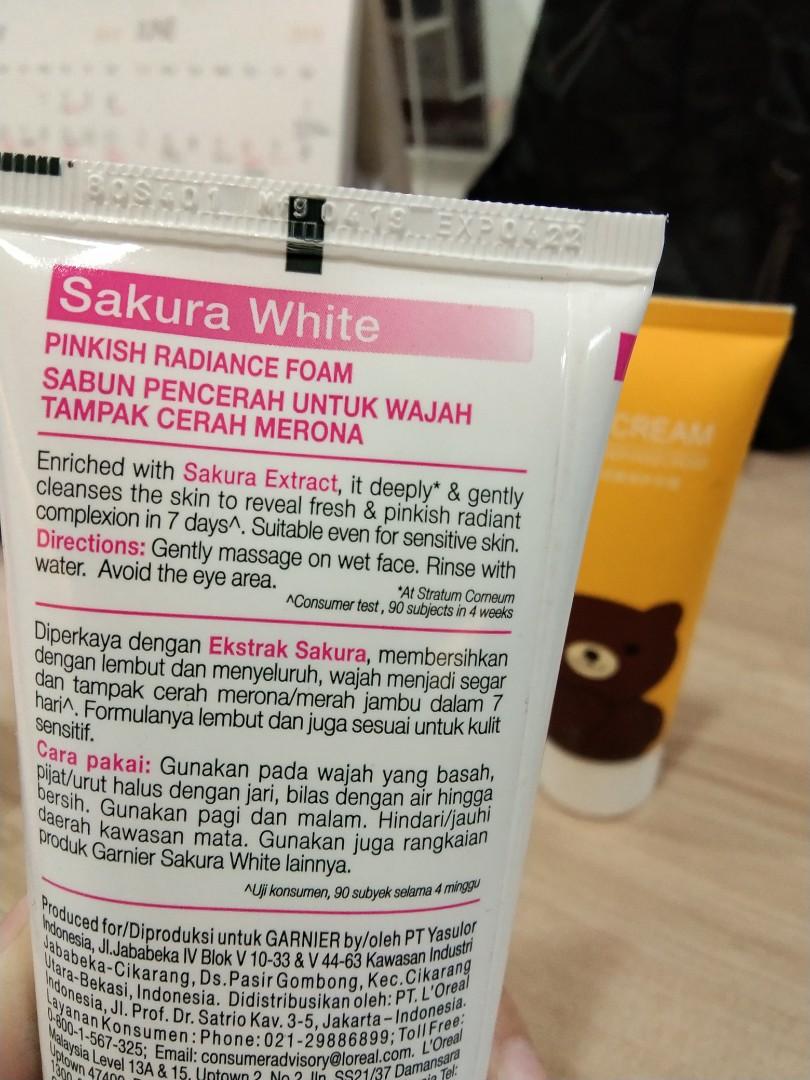 M9 0419 EXP0422
Sakura White
PINKISH RADIANCE FOAM
SABUN PENCERAH UNTUK WAJAH
TAMPAK CERAH MERONA
Enriched with Sakura Extract, it deeply* & gently
cleanses the skin to reveal fresh & pinkish radiant
complexion in 7 days^. Suitable even for sensitive skin.
Directions: Gently massage on wet face. Rinse with
water. Avoid the eye area.
*At Stratum Corneum
^Consumer test, 90 subjects in 4 weeks
Diperkaya dengan Ekstrak Sakura, membersihkan
dengan lembut dan menyeluruh, wajah menjadi segar
dan tampak cerah merona/merah jambu dalam 7
hari^. Formulanya lembut dan juga sesuai untuk kulit
sensitif.
Cara pakai: Gunakan pada wajah yang basah,
pijat/urut halus dengan jari, bilas dengan air hingga
bersih. Gunakan pagi dan malam. Hindari/jauhi
daerah kawasan mata. Gunakan juga rangkaian
produk Garnier Sakura White lainnya.
^Uji konsumen, 90 subyek selama 4 minggu
Produced for/Diproduksi untuk GARNIER by/oleh PT Yasulor
Indonesia, Jl.Jababeka IV Blok V 10-33 & V 44-63 Kawasan Industri
Jababeka-Cikarang, Ds.Pasir Gombong, Kec.Cikarang
Utara-Bekasi, Indonesia. Didistribusikan oleh: PT. L'Oreal
Indonesia, Jl. Prof. Dr. Satrio Kav. 3-5, Jakarta – Indonesia.
Layanan Konsumen: Phone: 021-29886899; Toll Free:
0-800-1-567-325; Email: consumeradvisory@loreal.com. L'Oreal
Malaysia Level 13A & 15, Uptown 2, No 2, Jln. SS21/37 Damansara
Uptown 47400
CREAM